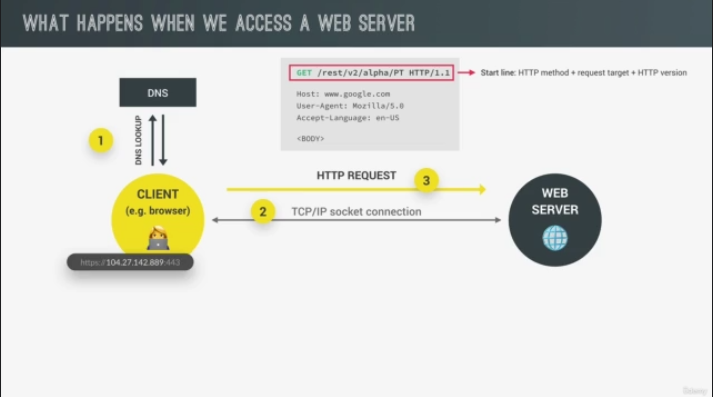 WHAT HAPPENS WHEN WE ACCESS A WEB SERVER
DNS
DNS LOOKUP
1
GET /rest/v2/alpha/PT HTTP/1.1
Start line: HTTP method + request target + HTTP version
Host: www.google.com
User-Agent: Mozilla/5.0
Accept-Language: en-US
<BODY>
HTTP REQUEST
3
CLIENT
(e.g. browser)
2
TCP/IP socket connection
WEB
SERVER
https://104.27.142.889:443
Udemy